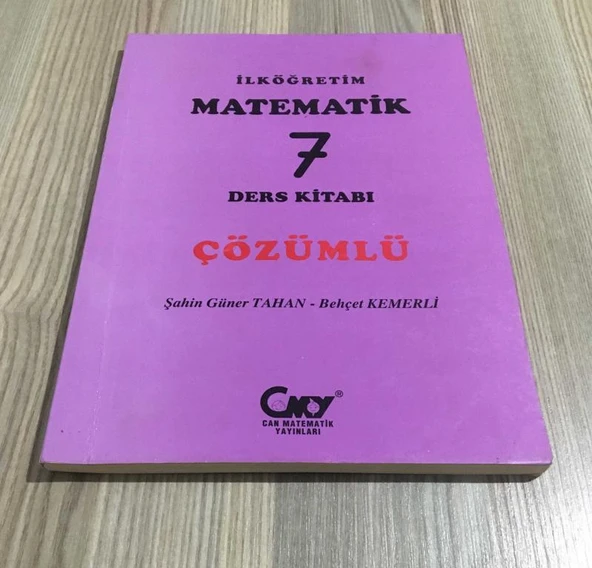 İLKÖĞRETİM
MATEMATİK
7
DERS KİTABI
ÇÖZÜMLÜ
Şahin Güner TAHAN - Behçet KEMERLİ
CMY®
CAN MATEMATİK
YAYINLARI